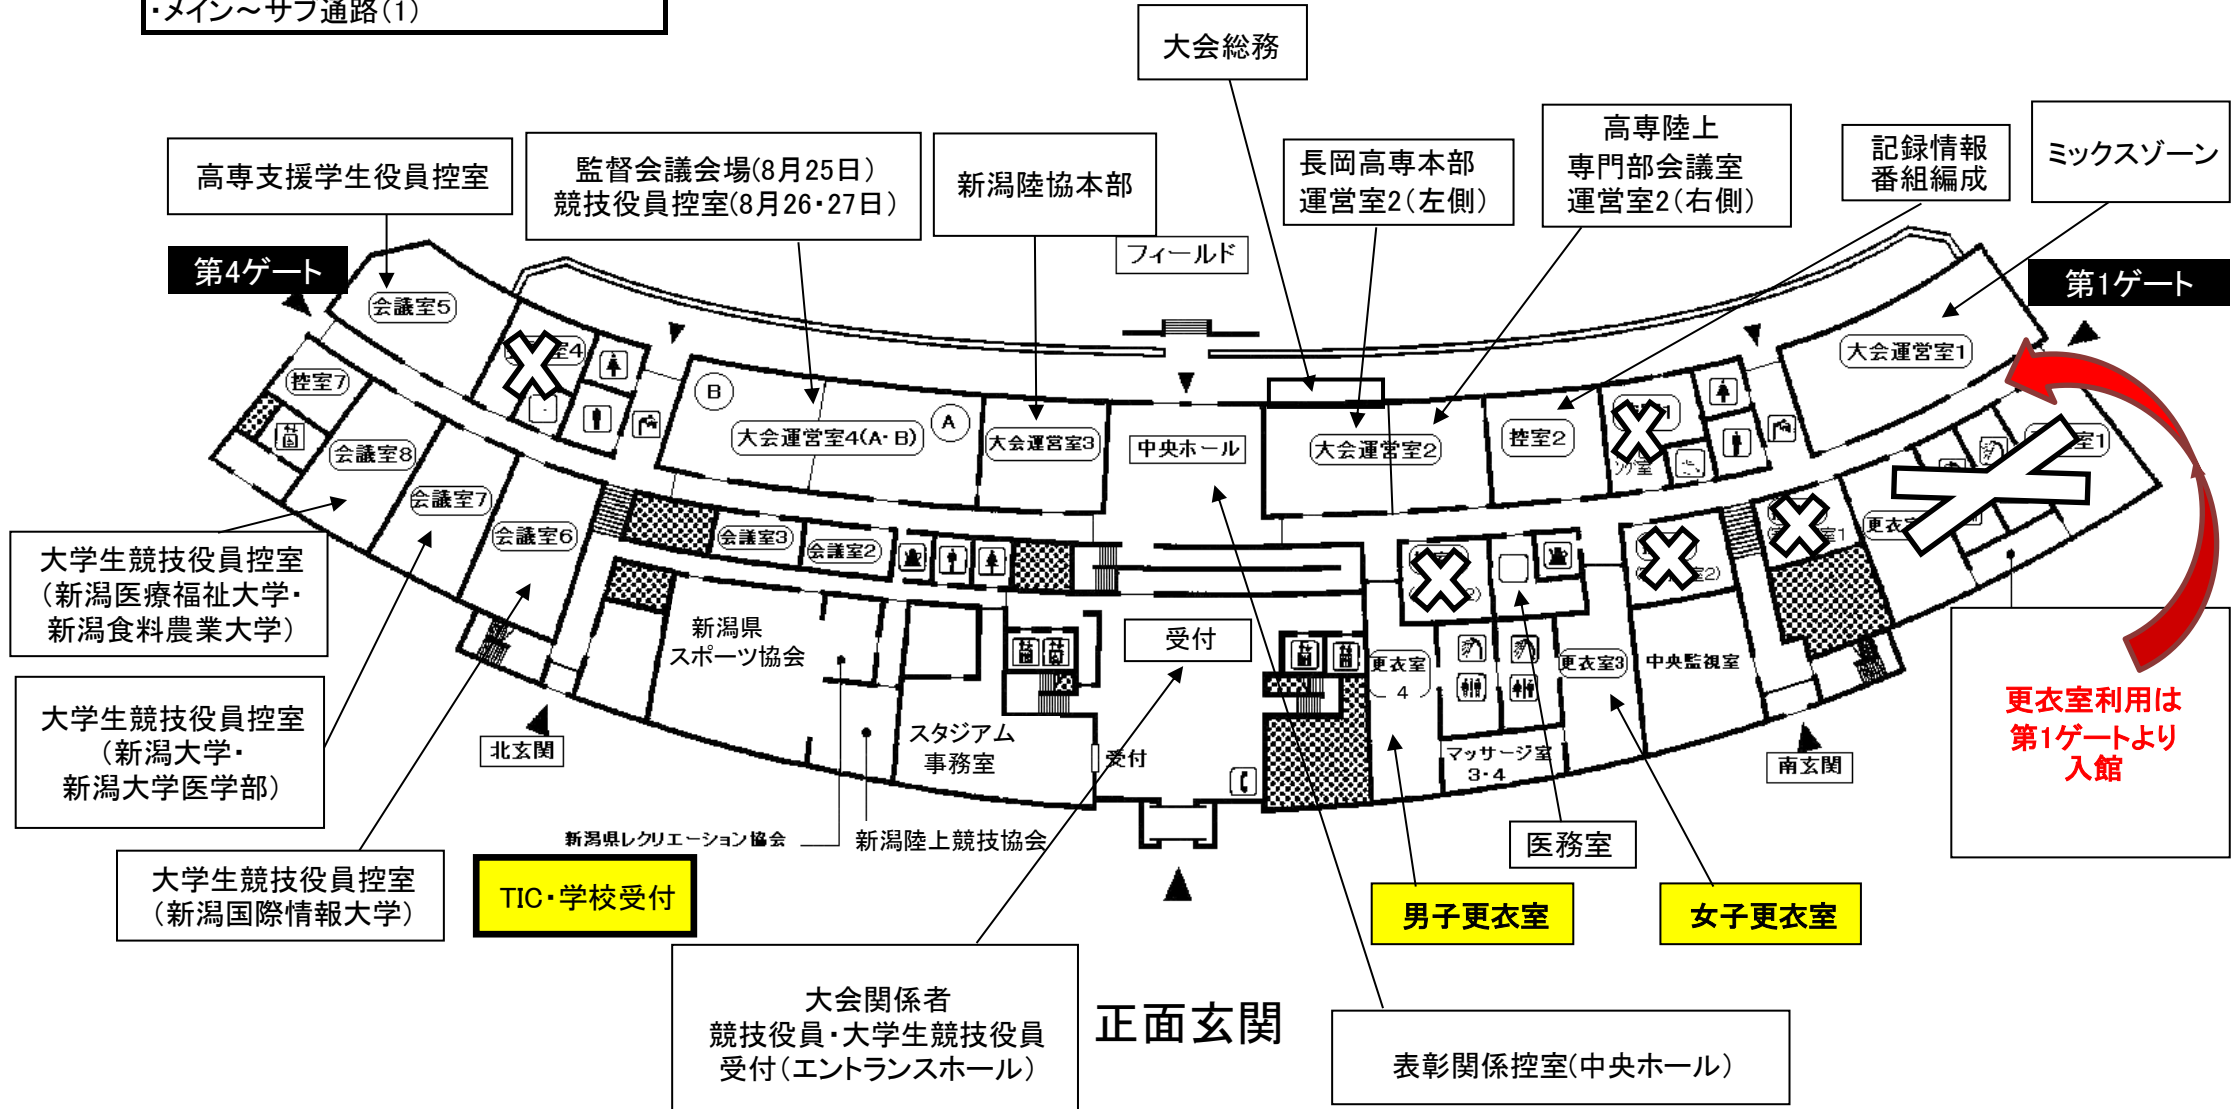 ・メイン～サブ通路（1）
大会総務
高専支援学生役員控室
監督会議会場(8月25日)
競技役員控室(8月26・27日)
新潟陸協本部
長岡高専本部
運営室2（左側）
高専陸上
専門部会議室
運営室2（右側）
記録情報
番組編成
ミックスゾーン
第4ゲート
フィールド
第1ゲート
会議室5
控室7
会議室8
会議室7
会議室6
B
A
大会運営室4(A・B)
大会運営室3
中央ホール
大会運営室2
控室2
大会運営室1
会議室3
会議室2
新潟県
スポーツ協会
受付
更衣室
4
更衣室3
中央監視室
スタジアム
事務室
受付
マッサージ室
3・4
北玄関
南玄関
新潟県レクリエーション協会
新潟陸上競技協会
大学生競技役員控室
（新潟医療福祉大学・
新潟食料農業大学）
大学生競技役員控室
（新潟大学・
新潟大学医学部）
大学生競技役員控室
（新潟国際情報大学）
TIC・学校受付
医務室
男子更衣室
女子更衣室
更衣室利用は
第1ゲートより
入館
大会関係者
競技役員・大学生競技役員
受付（エントランスホール）
正面玄関
表彰関係控室(中央ホール）